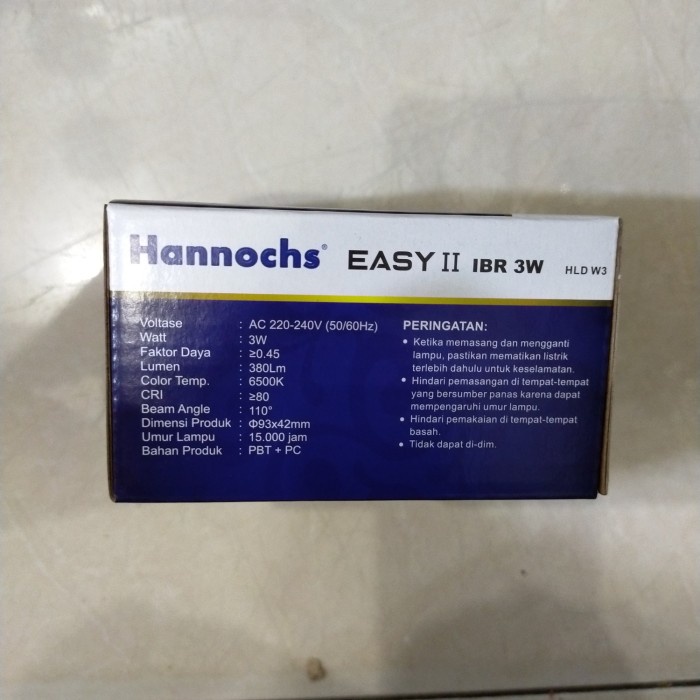 Hannochs® EASY II IBR 3W HLD W3
Voltase : AC 220-240V (50/60Hz)
Watt : 3W
Faktor Daya : ≥0.45
Lumen : 380Lm
Color Temp. : 6500K
CRI : ≥80
Beam Angle : 110°
Dimensi Produk : Φ93x42mm
Umur Lampu : 15.000 jam
Bahan Produk : PBT + PC
PERINGATAN:
• Ketika memasang dan mengganti
lampu, pastikan mematikan listrik
terlebih dahulu untuk keselamatan.
• Hindari pemasangan di tempat-tempat
yang bersumber panas karena dapat
mempengaruhi umur lampu.
• Hindari pemakaian di tempat-tempat
basah.
• Tidak dapat di-dim.